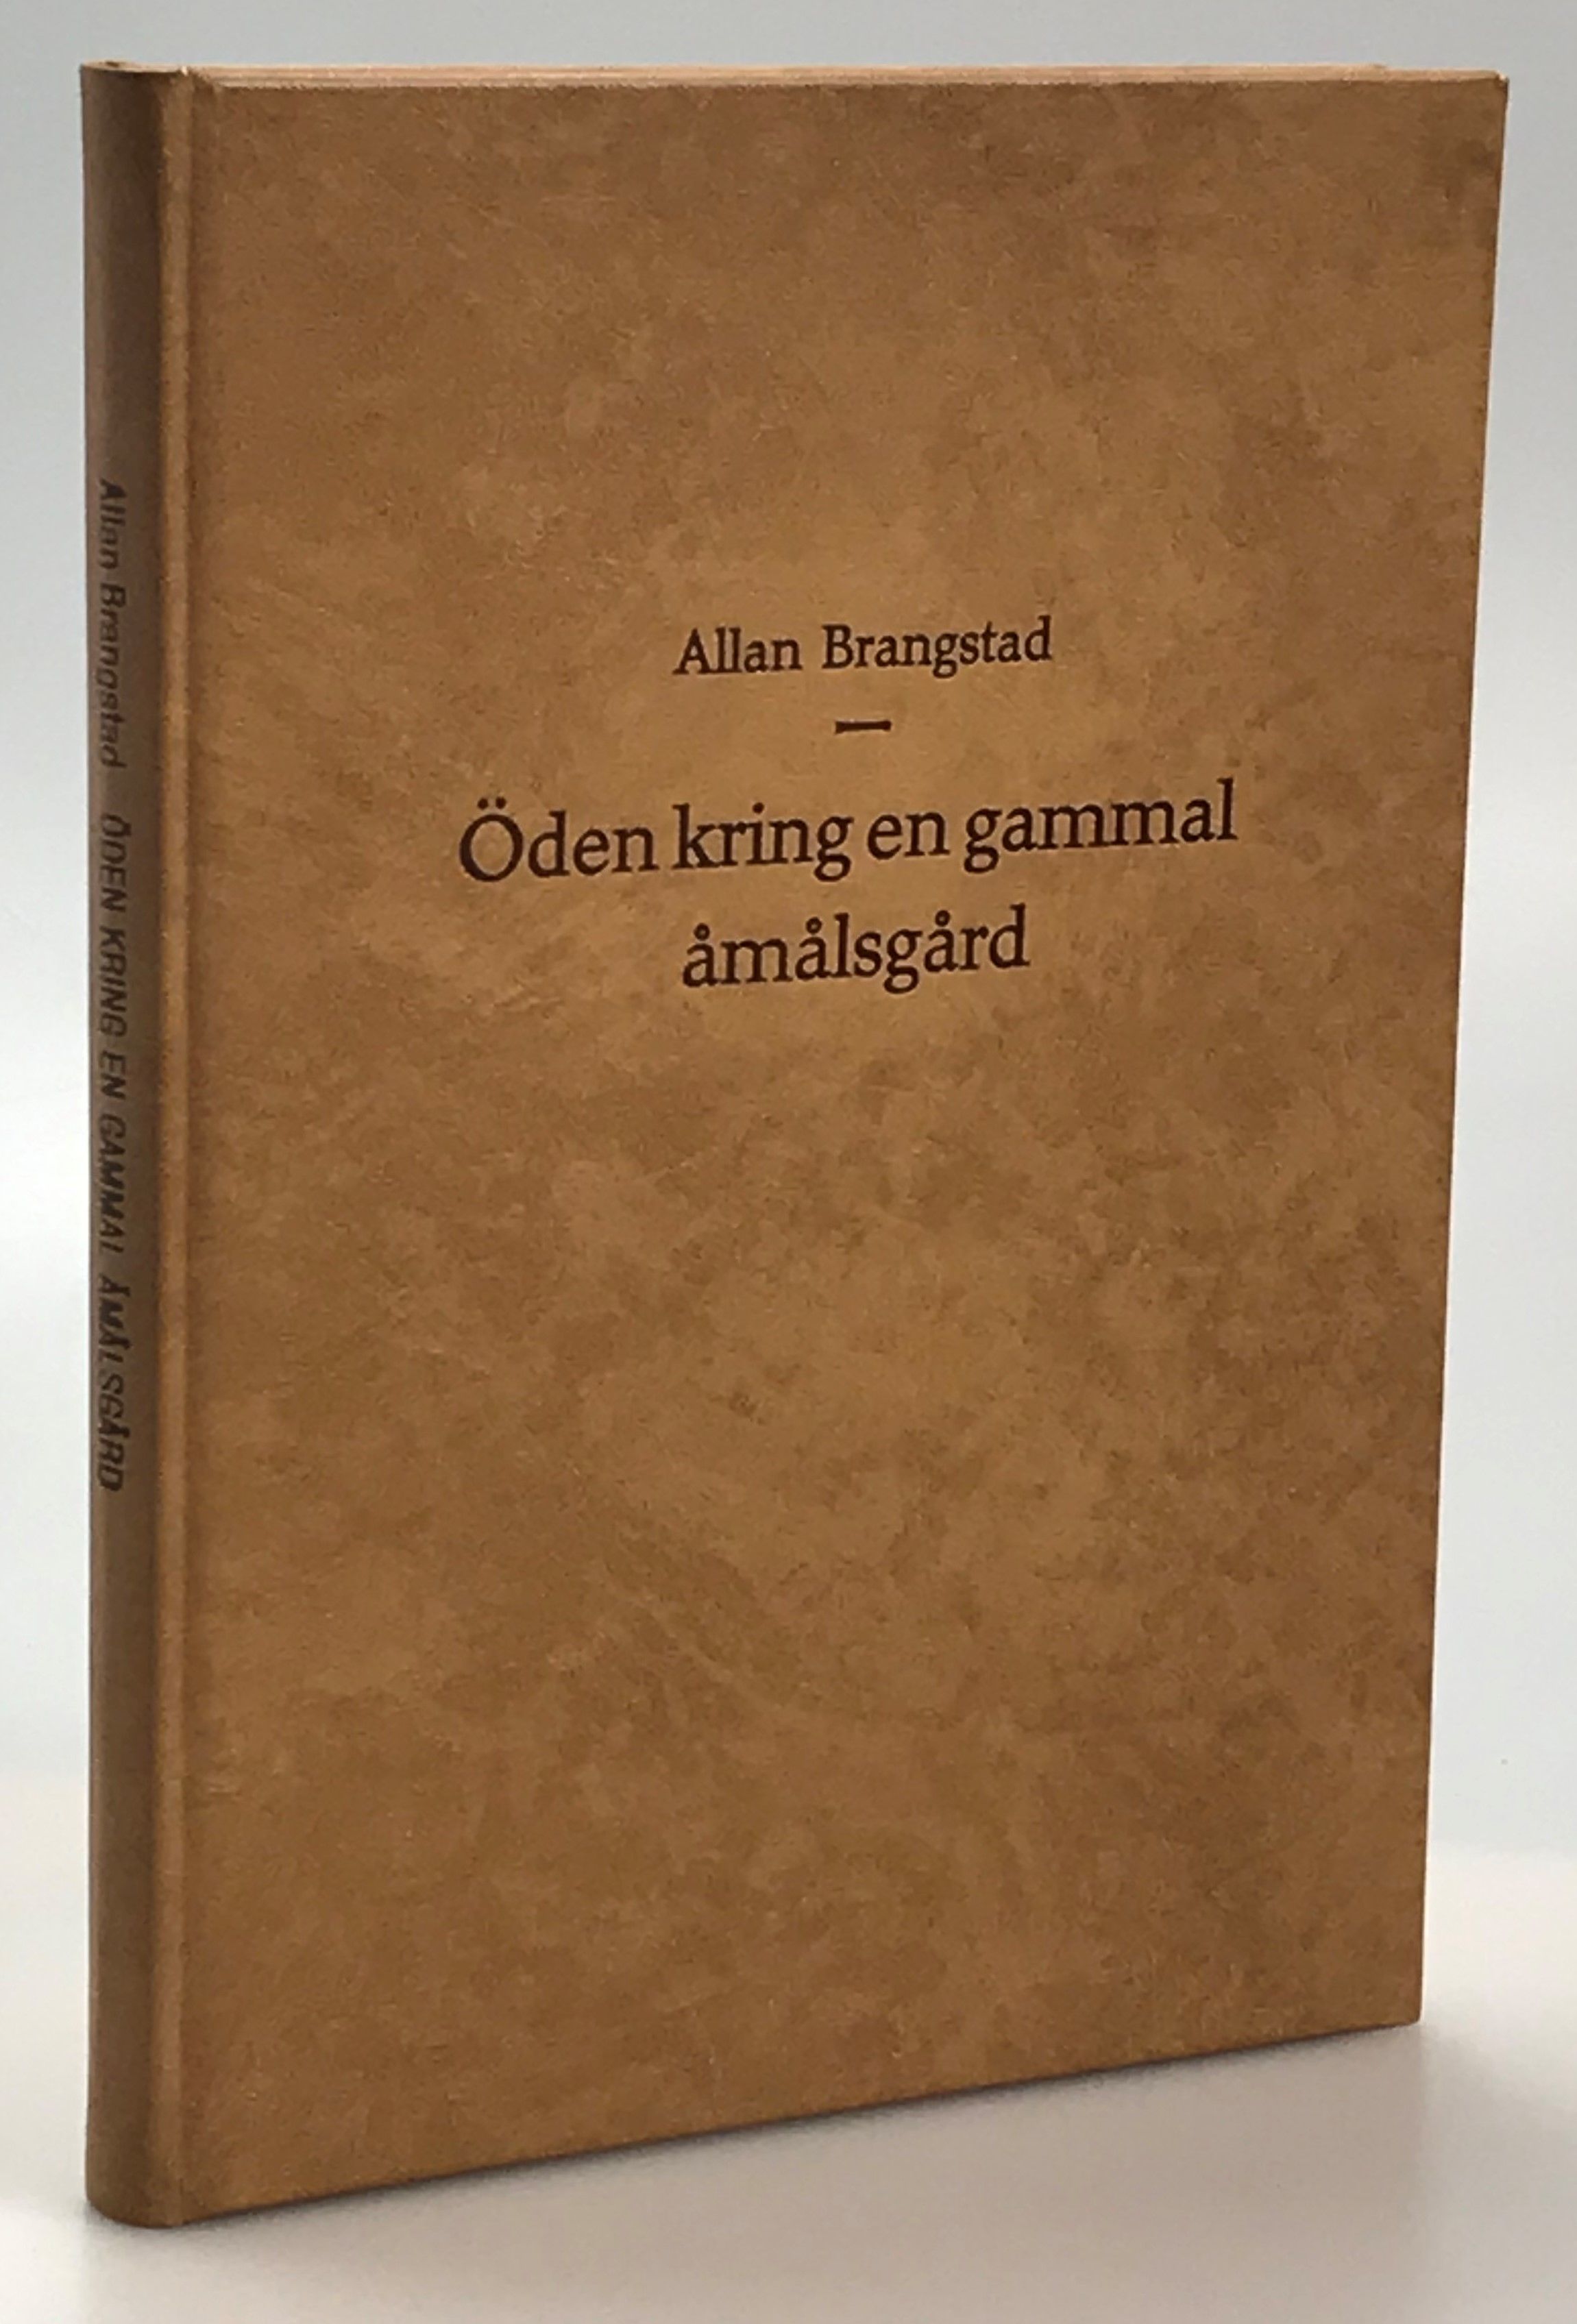 Allan Brangstad
—
Öden kring en gammal
åmålsgård
Allan Brangstad ÖDEN KRING EN GAMMAL ÅMÅLSGÅRD